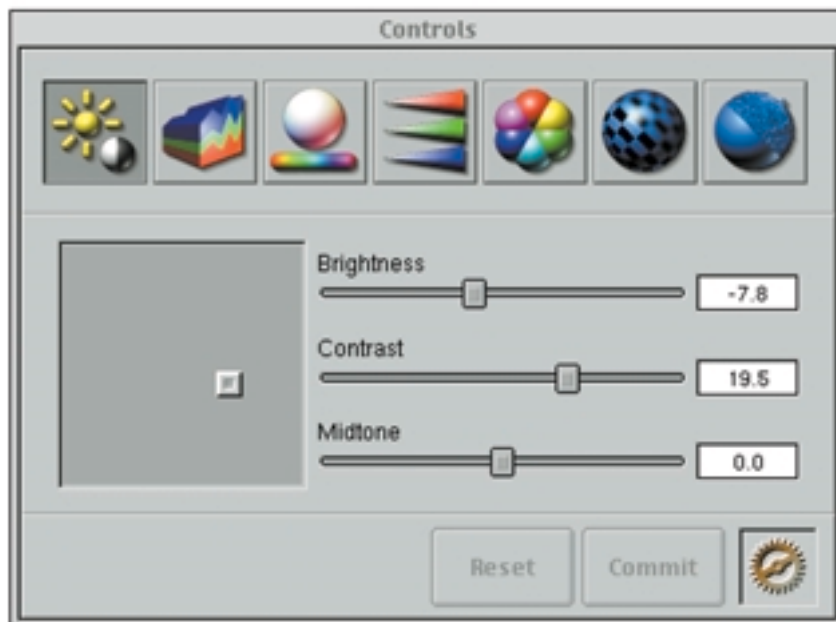 Controls
Brightness
-7.8
Contrast
19.5
Midtone
0.0
Reset
Commit